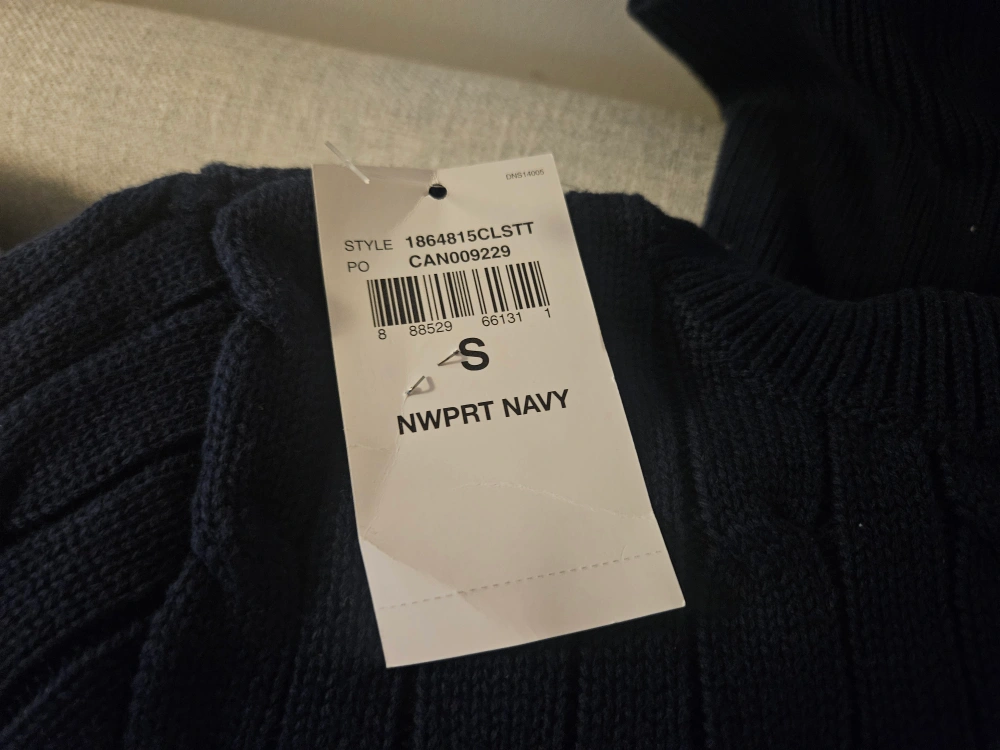 DNS14005
STYLE 1864815CLSTT
PO CAN009229
8 88529 66131 1
S
NWPRT NAVY